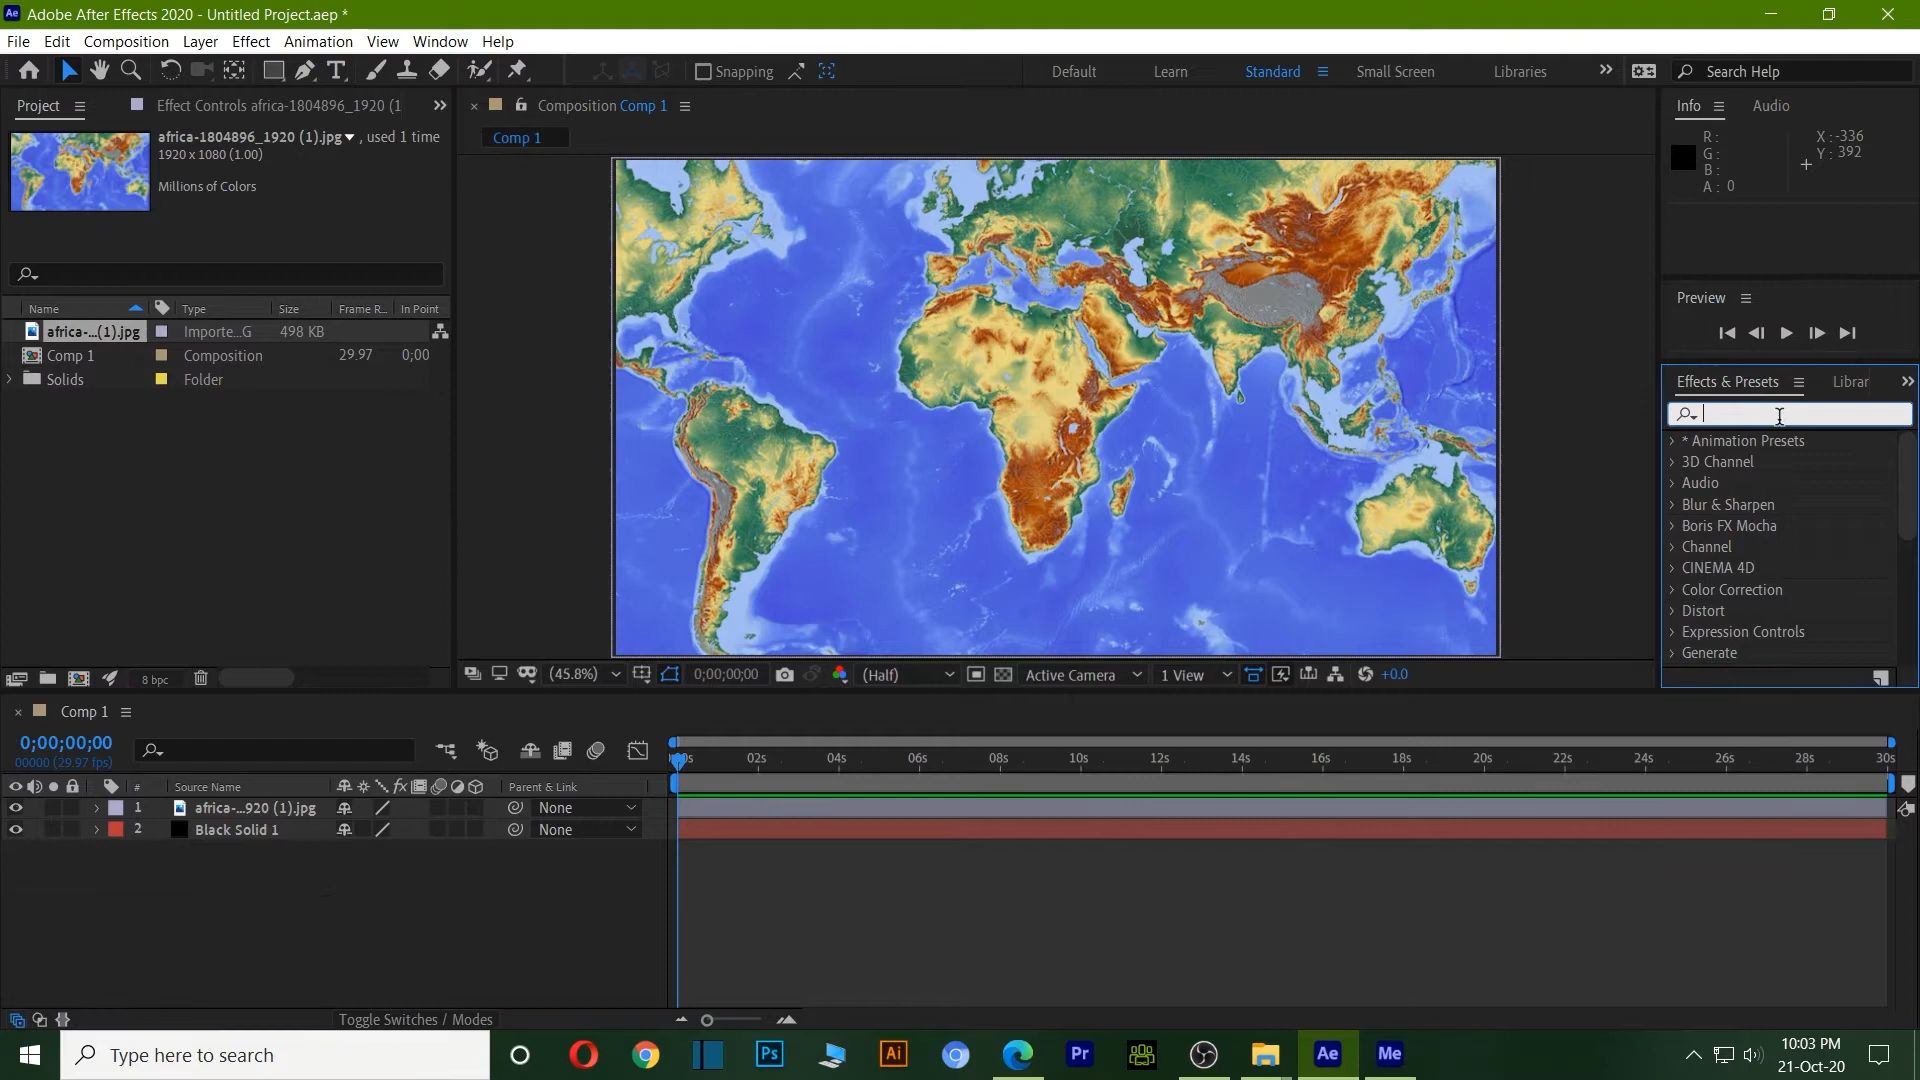 Ae Adobe After Effects 2020 - Untitled Project.aep *
File Edit Composition Layer Effect Animation View Window Help
Snapping
Default Learn Standard Small Screen Libraries
Search Help
Project
Effect Controls africa-1804896_1920 (1
africa-1804896_1920 (1).jpg , used 1 time
1920 x 1080 (1.00)
Millions of Colors
Name Type Size Frame R... In Point
africa-...(1).jpg Importe...G 498 KB
Comp 1 Composition 29.97 0;00
Solids Folder
8 bpc
Composition Comp 1
Comp 1
(45.8%) 0;00;00;00 (Half) Active Camera 1 View +0.0
Info Audio
R : X : -336
G : Y : 392
B :
A : 0
Preview
Effects & Presets Librar
* Animation Presets
3D Channel
Audio
Blur & Sharpen
Boris FX Mocha
Channel
CINEMA 4D
Color Correction
Distort
Expression Controls
Generate
Comp 1
0;00;00;00
00000 (29.97 fps)
02s 04s 06s 08s 10s 12s 14s 16s 18s 20s 22s 24s 26s 28s 30s
# Source Name fx Parent & Link
1 africa-...920 (1).jpg None
2 Black Solid 1 None
Toggle Switches / Modes
Type here to search
Ps Ai Pr Ae Me
10:03 PM
21-Oct-20